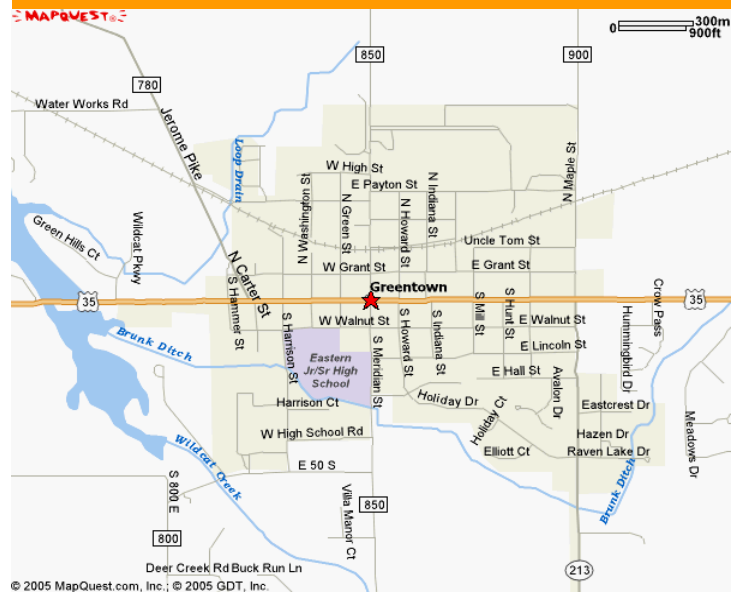 MAPQUEST®
0 300m
900ft
850
900
780
Water Works Rd
Jerome Pike
Loop Drain
W High St
E Payton St
N Maple St
N Washington St
N Green St
N Indiana St
N Howard St
Green Hills Ct
Wildcat Pkwy
Uncle Tom St
N Carter St
W Grant St
E Grant St
Greentown
35
35
S Hammer St
S Harrison St
W Walnut St
S Howard St
S Indiana St
S Mill St
S Hunt St
E Walnut St
Crow Pass
Hummingbird Dr
Brunk Ditch
E Lincoln St
Eastern
Jr/Sr High
School
S Meridian St
E Hall St
Avalon Dr
Harrison Ct
Holiday Dr
Holiday Ct
Eastcrest Dr
Meadows Dr
W High School Rd
Hazen Dr
Elliott Ct
Raven Lake Dr
Wildcat Creek
E 50 S
S 800 E
Villa Manor Ct
850
Brunk Ditch
800
Deer Creek Rd
Buck Run Ln
213
© 2005 MapQuest.com, Inc.; © 2005 GDT, Inc.